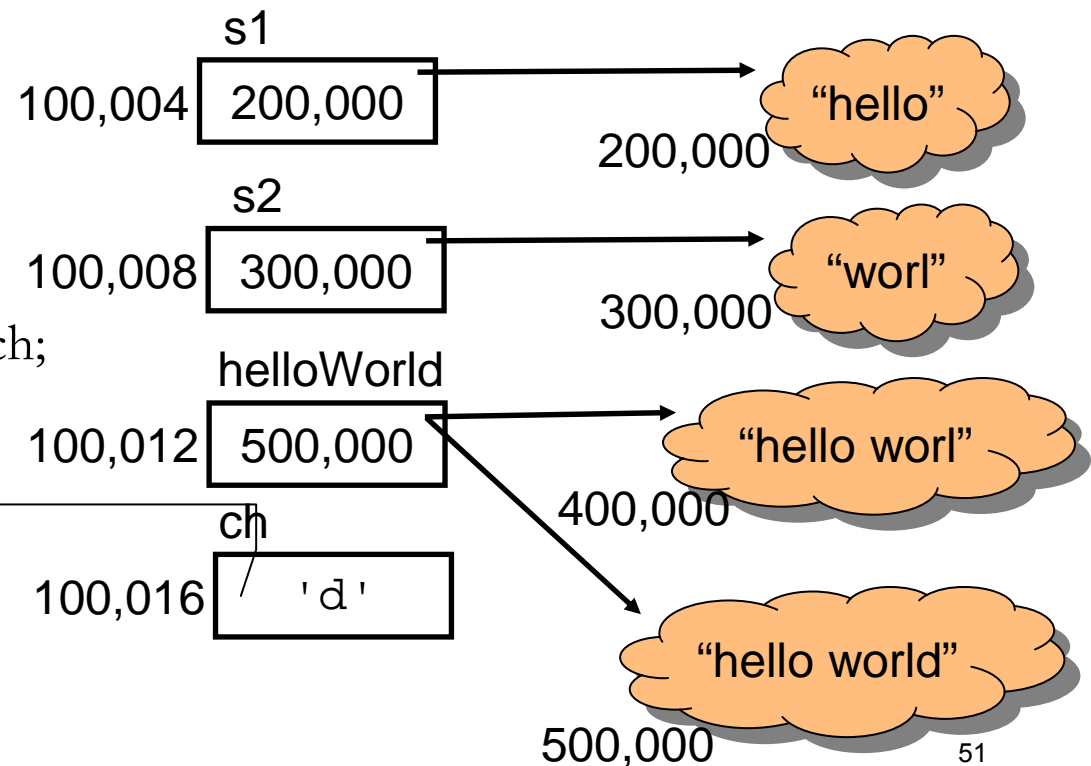 s1
100,004 200,000 “hello”
200,000
s2
100,008 300,000 “worl”
300,000
ch;
helloWorld
100,012 500,000 “hello worl”
400,000
ch
100,016 'd'
“hello world”
500,000
51